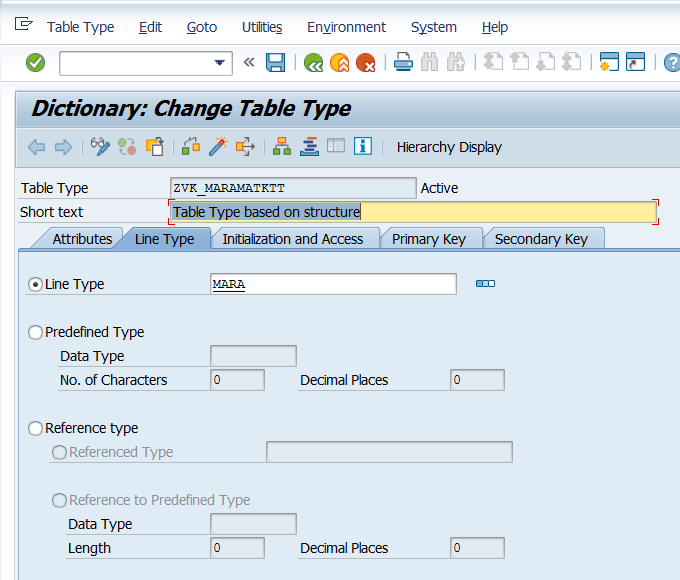 Table Type Edit Goto Utilities Environment System Help
Dictionary: Change Table Type
Hierarchy Display
Table Type ZVK_MARAMATKTT Active
Short text Table Type based on structure
Attributes Line Type Initialization and Access Primary Key Secondary Key
Line Type MARA
Predefined Type
Data Type
No. of Characters 0 Decimal Places 0
Reference type
Referenced Type
Reference to Predefined Type
Data Type
Length 0 Decimal Places 0